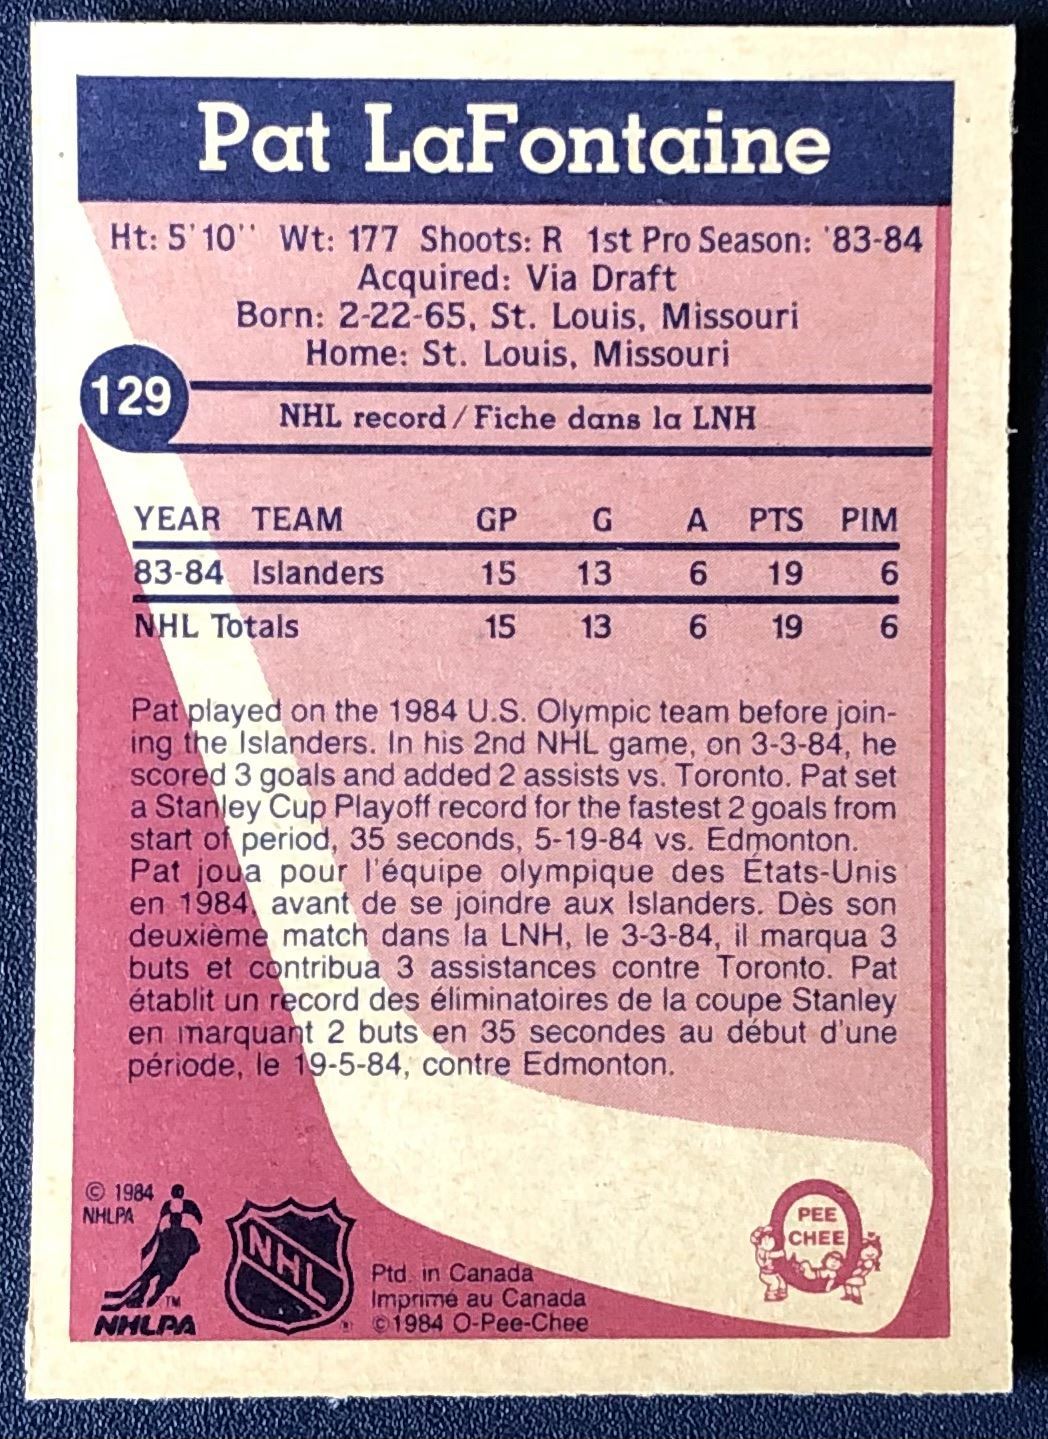 Pat LaFontaine
Ht: 5'10'' Wt: 177 Shoots: R 1st Pro Season: '83-84
Acquired: Via Draft
Born: 2-22-65, St. Louis, Missouri
Home: St. Louis, Missouri
129
NHL record/Fiche dans la LNH
YEAR TEAM GP G A PTS PIM
83-84 Islanders 15 13 6 19 6
NHL Totals 15 13 6 19 6
Pat played on the 1984 U.S. Olympic team before join-
ing the Islanders. In his 2nd NHL game, on 3-3-84, he
scored 3 goals and added 2 assists vs. Toronto. Pat set
a Stanley Cup Playoff record for the fastest 2 goals from
start of period, 35 seconds, 5-19-84 vs. Edmonton.
Pat joua pour l'équipe olympique des États-Unis
en 1984, avant de se joindre aux Islanders. Dès son
deuxième match dans la LNH, le 3-3-84, il marqua 3
buts et contribua 3 assistances contre Toronto. Pat
établit un record des éliminatoires de la coupe Stanley
en marquant 2 buts en 35 secondes au début d'une
période, le 19-5-84, contre Edmonton.
© 1984
NHLPA
TM
NHLPA
NHL
Ptd. in Canada
Imprimé au Canada
©1984 O-Pee-Chee
PEE
CHEE